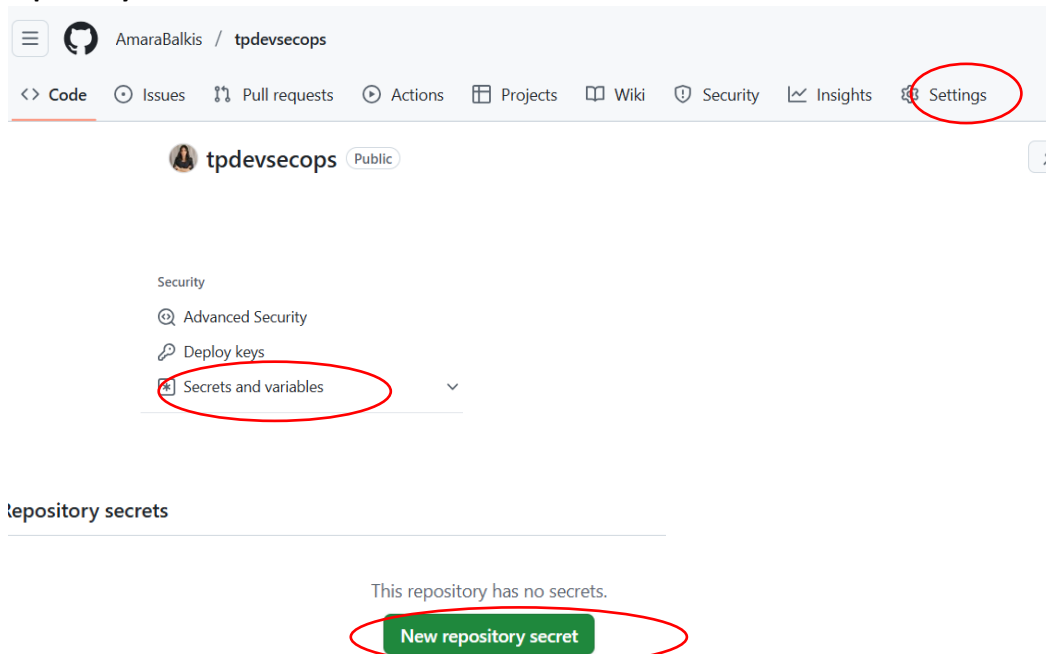 AmaraBalkis / tpdevsecops
<> Code Issues Pull requests Actions Projects Wiki Security Insights Settings
tpdevsecops Public
Security
Advanced Security
Deploy keys
Secrets and variables
Repository secrets
This repository has no secrets.
New repository secret